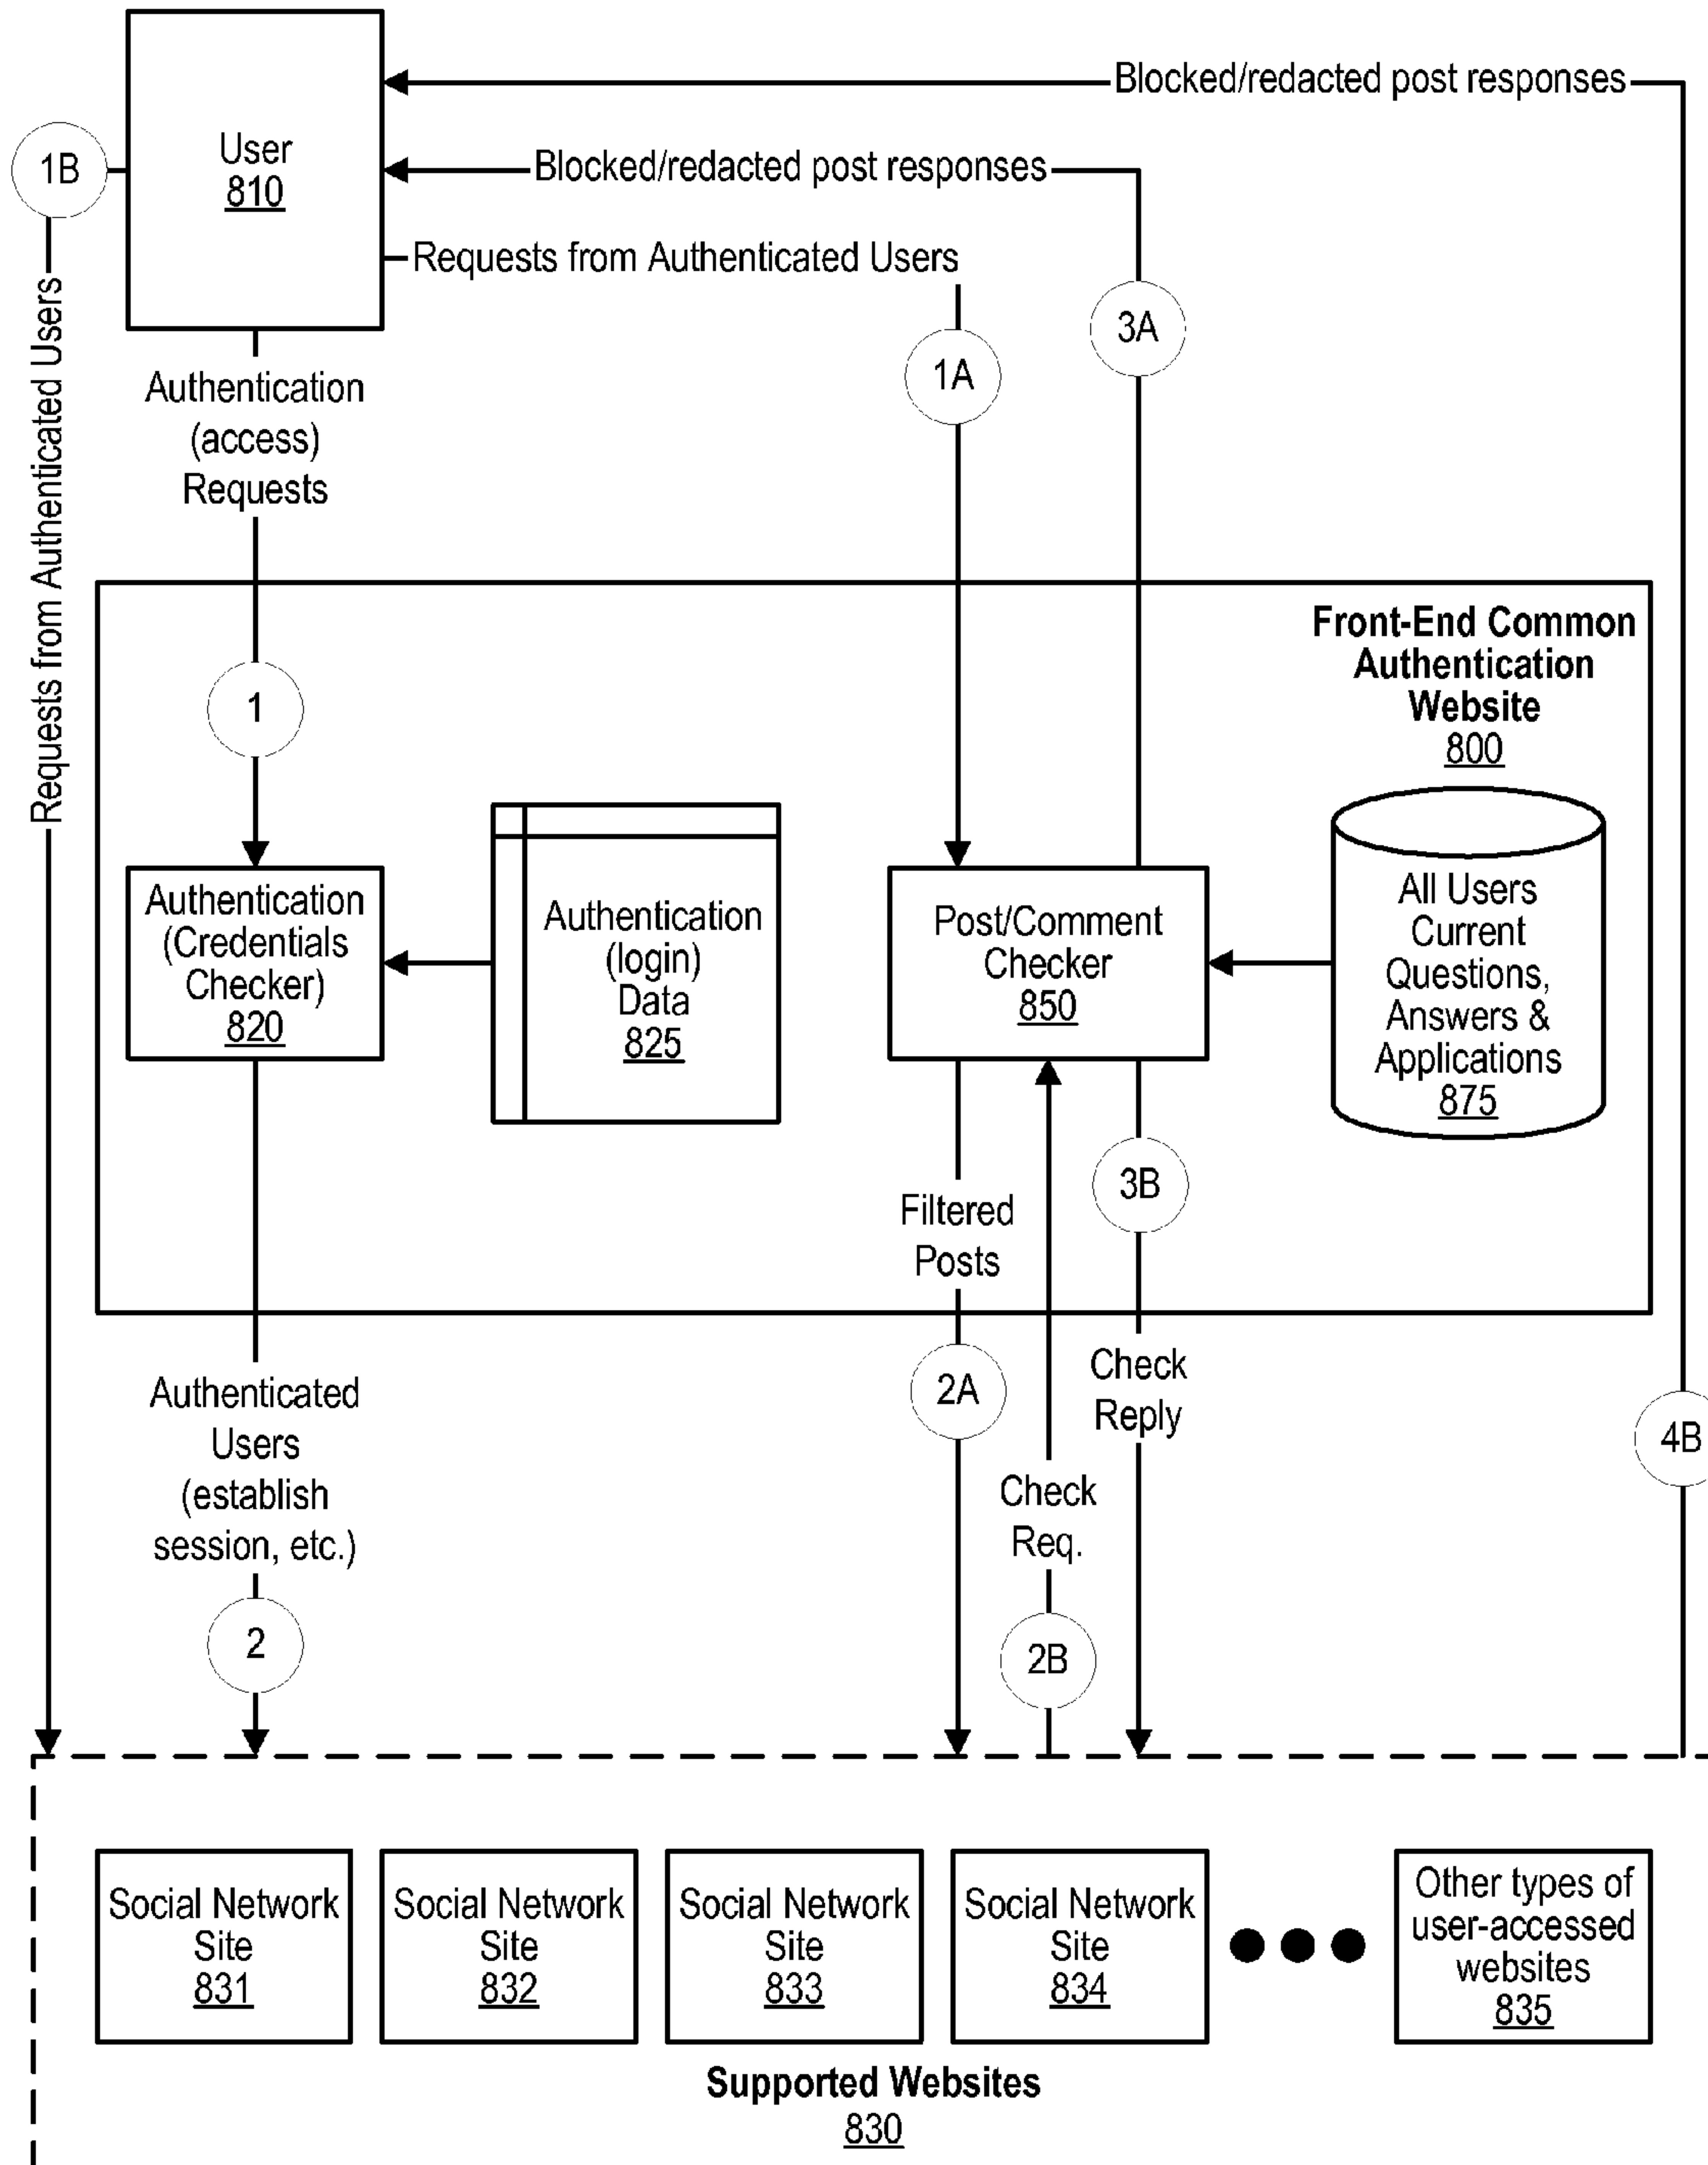 Blocked/redacted post responses
User
810
1B
Blocked/redacted post responses
Requests from Authenticated Users
Requests from Authenticated Users
3A
1A
Authentication
(access)
Requests
Front-End Common
Authentication
Website
800
1
Authentication
(Credentials
Checker)
820
Authentication
(login)
Data
825
Post/Comment
Checker
850
All Users
Current
Questions,
Answers &
Applications
875
3B
Filtered
Posts
Check
Reply
2A
4B
Authenticated
Users
(establish
session, etc.)
Check
Req.
2
2B
Social Network
Site
831
Social Network
Site
832
Social Network
Site
833
Social Network
Site
834
Other types of
user-accessed
websites
835
Supported Websites
830